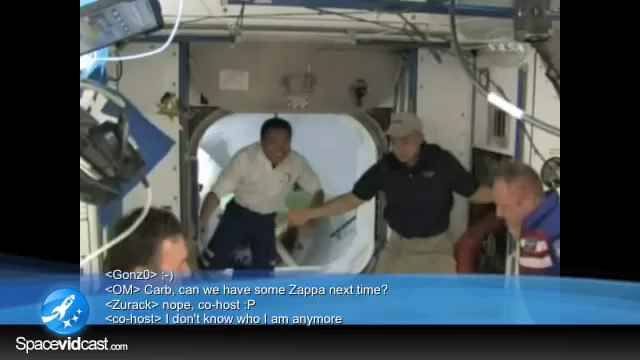 NASA
<Gonz0> ;-)
<OM> Carb, can we have some Zappa next time?
<Zurack> nope, co-host :P
<co-host> I don't know who I am anymore
Spacevidcast.com